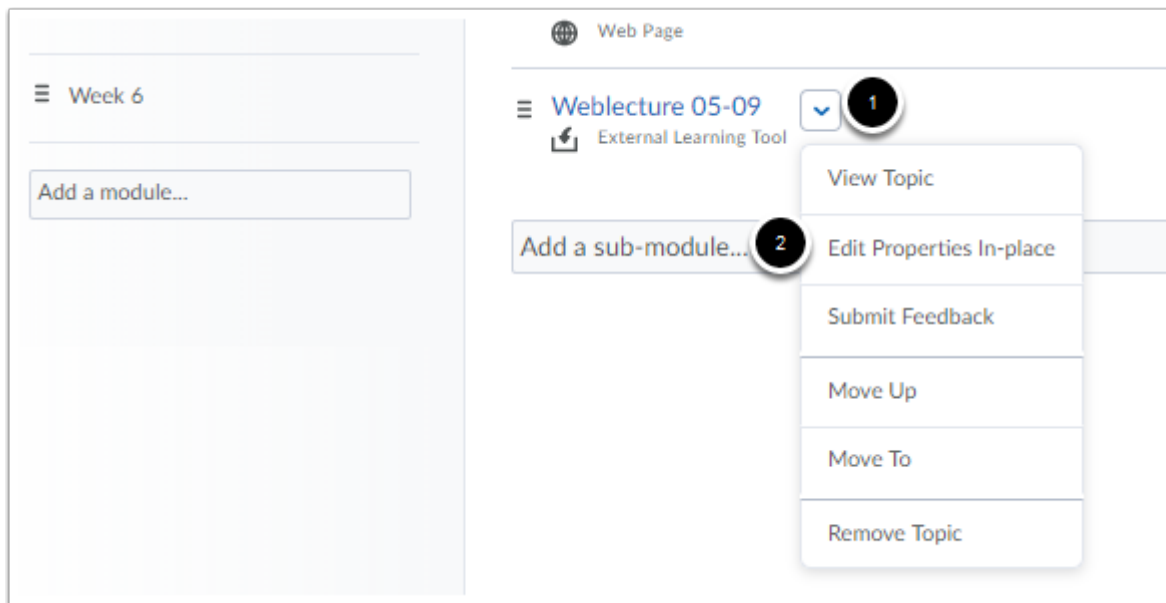 Week 6
Add a module...
Web Page
Weblecture 05-09
1
External Learning Tool
Add a sub-module...
2
View Topic
Edit Properties In-place
Submit Feedback
Move Up
Move To
Remove Topic